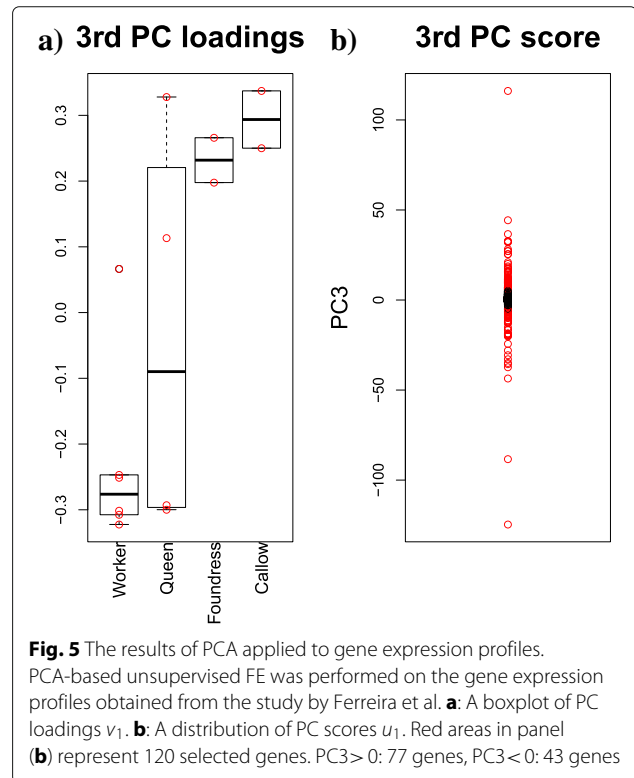 a) 3rd PC loadings
b) 3rd PC score
0.3
0.2
0.1
0.0
−0.1
−0.2
−0.3
Worker
Queen
Foundress
Callow
PC3
100
50
0
−50
−100
Fig. 5 The results of PCA applied to gene expression profiles.
PCA-based unsupervised FE was performed on the gene expression
profiles obtained from the study by Ferreira et al. a: A boxplot of PC
loadings v1. b: A distribution of PC scores u1. Red areas in panel
(b) represent 120 selected genes. PC3> 0: 77 genes, PC3< 0: 43 genes